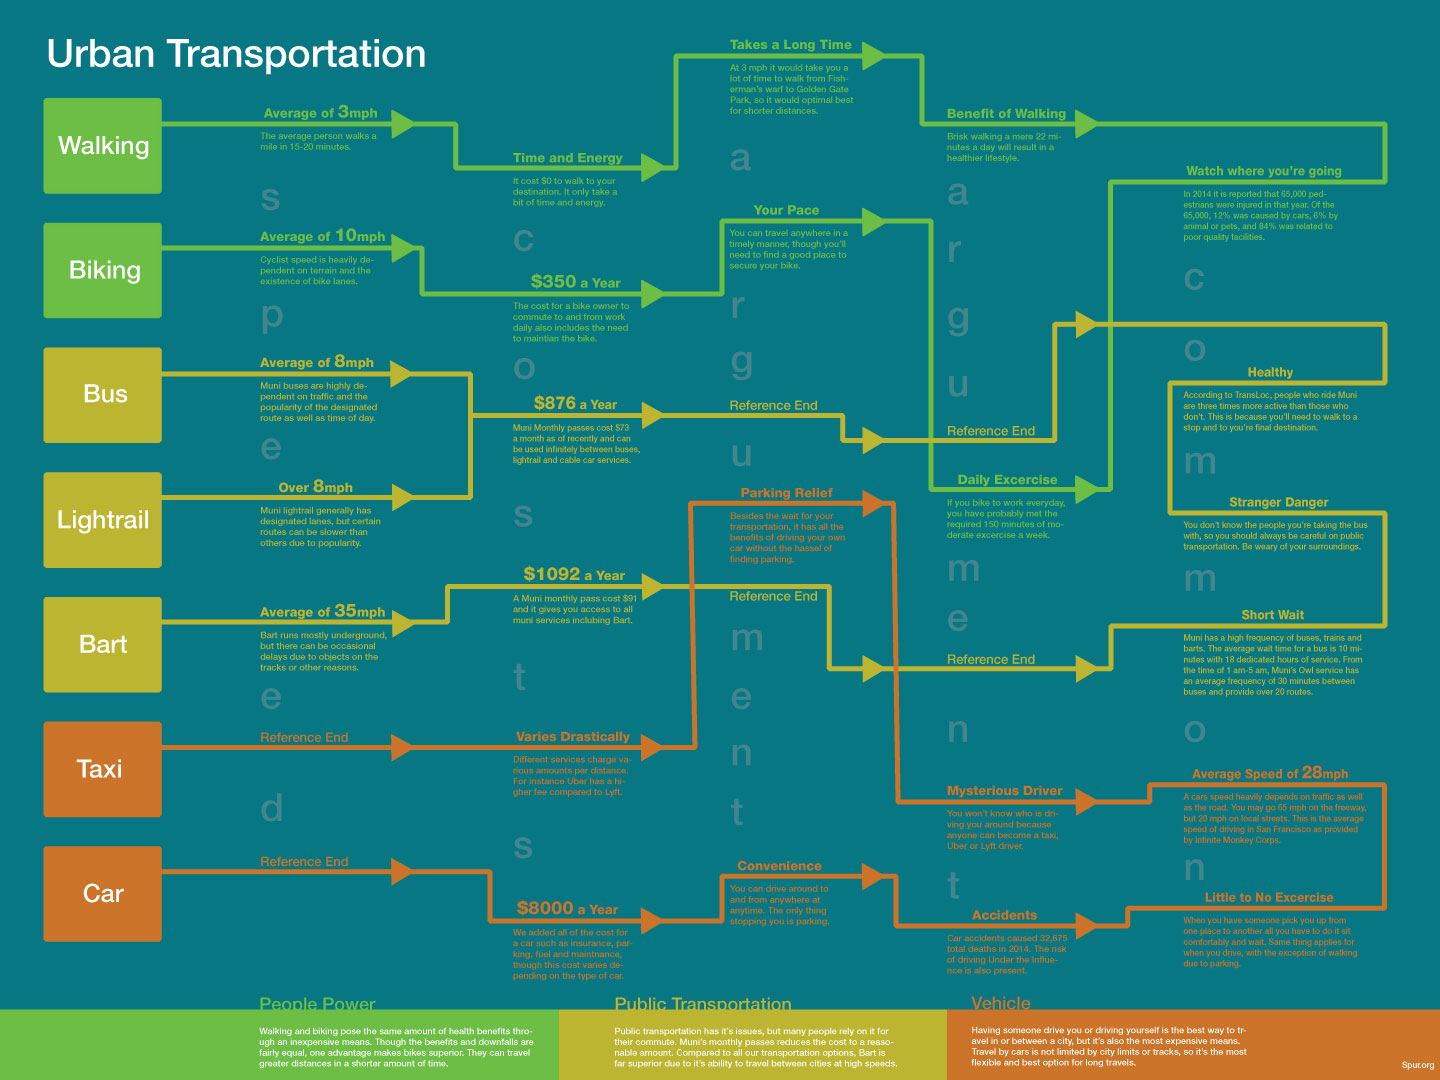 Urban Transportation
Walking
Average of 3mph
The average person walks a
mile in 15-20 minutes.
Time and Energy
It cost $0 to walk to your
destination. It only take a
bit of time and energy.
Takes a Long Time
At 3 mph it would take you a
lot of time to walk from Fish-
erman's warf to Golden Gate
Park, so it would optimal best
for shorter distances.
Benefit of Walking
Brisk walking a mere 22 mi-
nutes a day will result in a
healthier lifestyle.
Watch where you're going
In 2014 it is reported that 65,000 ped-
estrians were injured in that year. Of the
65,000, 12% was caused by cars, 6% by
animal or pets, and 84% was related to
poor quality facilities.
Biking
Average of 10mph
Cyclist speed is heavily de-
pendent on terrain and the
existence of bike lanes.
$350 a Year
The cost for a bike owner to
commute to and from work
daily also includes the need
to maintian the bike.
Your Pace
You can travel anywhere in a
timely manner, though you'll
need to find a good place to
secure your bike.
Daily Excercise
If you bike to work everyday,
you have probably met the
required 150 minutes of mo-
derate excercise a week.
Bus
Average of 8mph
Muni buses are highly de-
pendent on traffic and the
popularity of the designated
route as well as time of day.
$876 a Year
Muni Monthly passes cost $73
a month as of recently and can
be used infinitely between buses,
lightrail and cable car services.
Reference End
Reference End
Healthy
According to TransLoc, people who ride Muni
are three times more active than those who
don't. This is because you'll need to walk to a
stop and to you're final destination.
Lightrail
Over 8mph
Muni lightrail generally has
designated lanes, but certain
routes can be slower than
others due to popularity.
Stranger Danger
You don't know the people you're taking the bus
with, so you should always be careful on public
transportation. Be weary of your surroundings.
Bart
Average of 35mph
Bart runs mostly underground,
but there can be occasional
delays due to objects on the
tracks or other reasons.
$1092 a Year
A Muni monthly pass cost $91
and it gives you access to all
muni services inclubing Bart.
Reference End
Reference End
Short Wait
Muni has a high frequency of buses, trains and
barts. The average wait time for a bus is 10 mi-
nutes with 18 dedicated hours of service. From
the time of 1 am-5 am, Muni's Owl service has
an average frequency of 30 minutes between
buses and provide over 20 routes.
Taxi
Reference End
Varies Drastically
Different services charge va-
rious amounts per distance.
For instance Uber has a hi-
gher fee compared to Lyft.
Parking Relief
Besides the wait for your
transportation, it has all the
benefits of driving your own
car without the hassel of
finding parking.
Mysterious Driver
You won't know who is dri-
ving you around because
anyone can become a taxi,
Uber or Lyft driver.
Average Speed of 28mph
A cars speed heavily depends on traffic as well
as the road. You may go 65 mph on the freeway,
but 20 mph on local streets. This is the average
speed of driving in San Francisco as provided
by Infinite Monkey Corps.
Car
Reference End
$8000 a Year
We added all of the cost for
a car such as insurance, par-
king, fuel and maintnance,
though this cost varies de-
pending on the type of car.
Convenience
You can drive around to
and from anywhere at
anytime. The only thing
stopping you is parking.
Accidents
Car accidents caused 32,675
total deaths in 2014. The risk
of driving Under the Influe-
nce is also present.
Little to No Excercise
When you have someone pick you up from
one place to another all you have to do it sit
comfortably and wait. Same thing applies for
when you drive, with the exception of walking
due to parking.
speed
costs
argument
argument
common
People Power
Walking and biking pose the same amount of health benefits thro-
ugh an inexpensive means. Though the benefits and downfalls are
fairly equal, one advantage makes bikes superior. They can travel
greater distances in a shorter amount of time.
Public Transportation
Public transportation has it's issues, but many people rely on it for
their commute. Muni's monthly passes reduces the cost to a reaso-
nable amount. Compared to all our transportation options, Bart is
far superior due to it's ability to travel between cities at high speeds.
Vehicle
Having someone drive you or driving yourself is the best way to tr-
avel in or between a city, but it's also the most expensive means.
Travel by cars is not limited by city limits or tracks, so it's the most
flexible and best option for long travels.
Spur.org